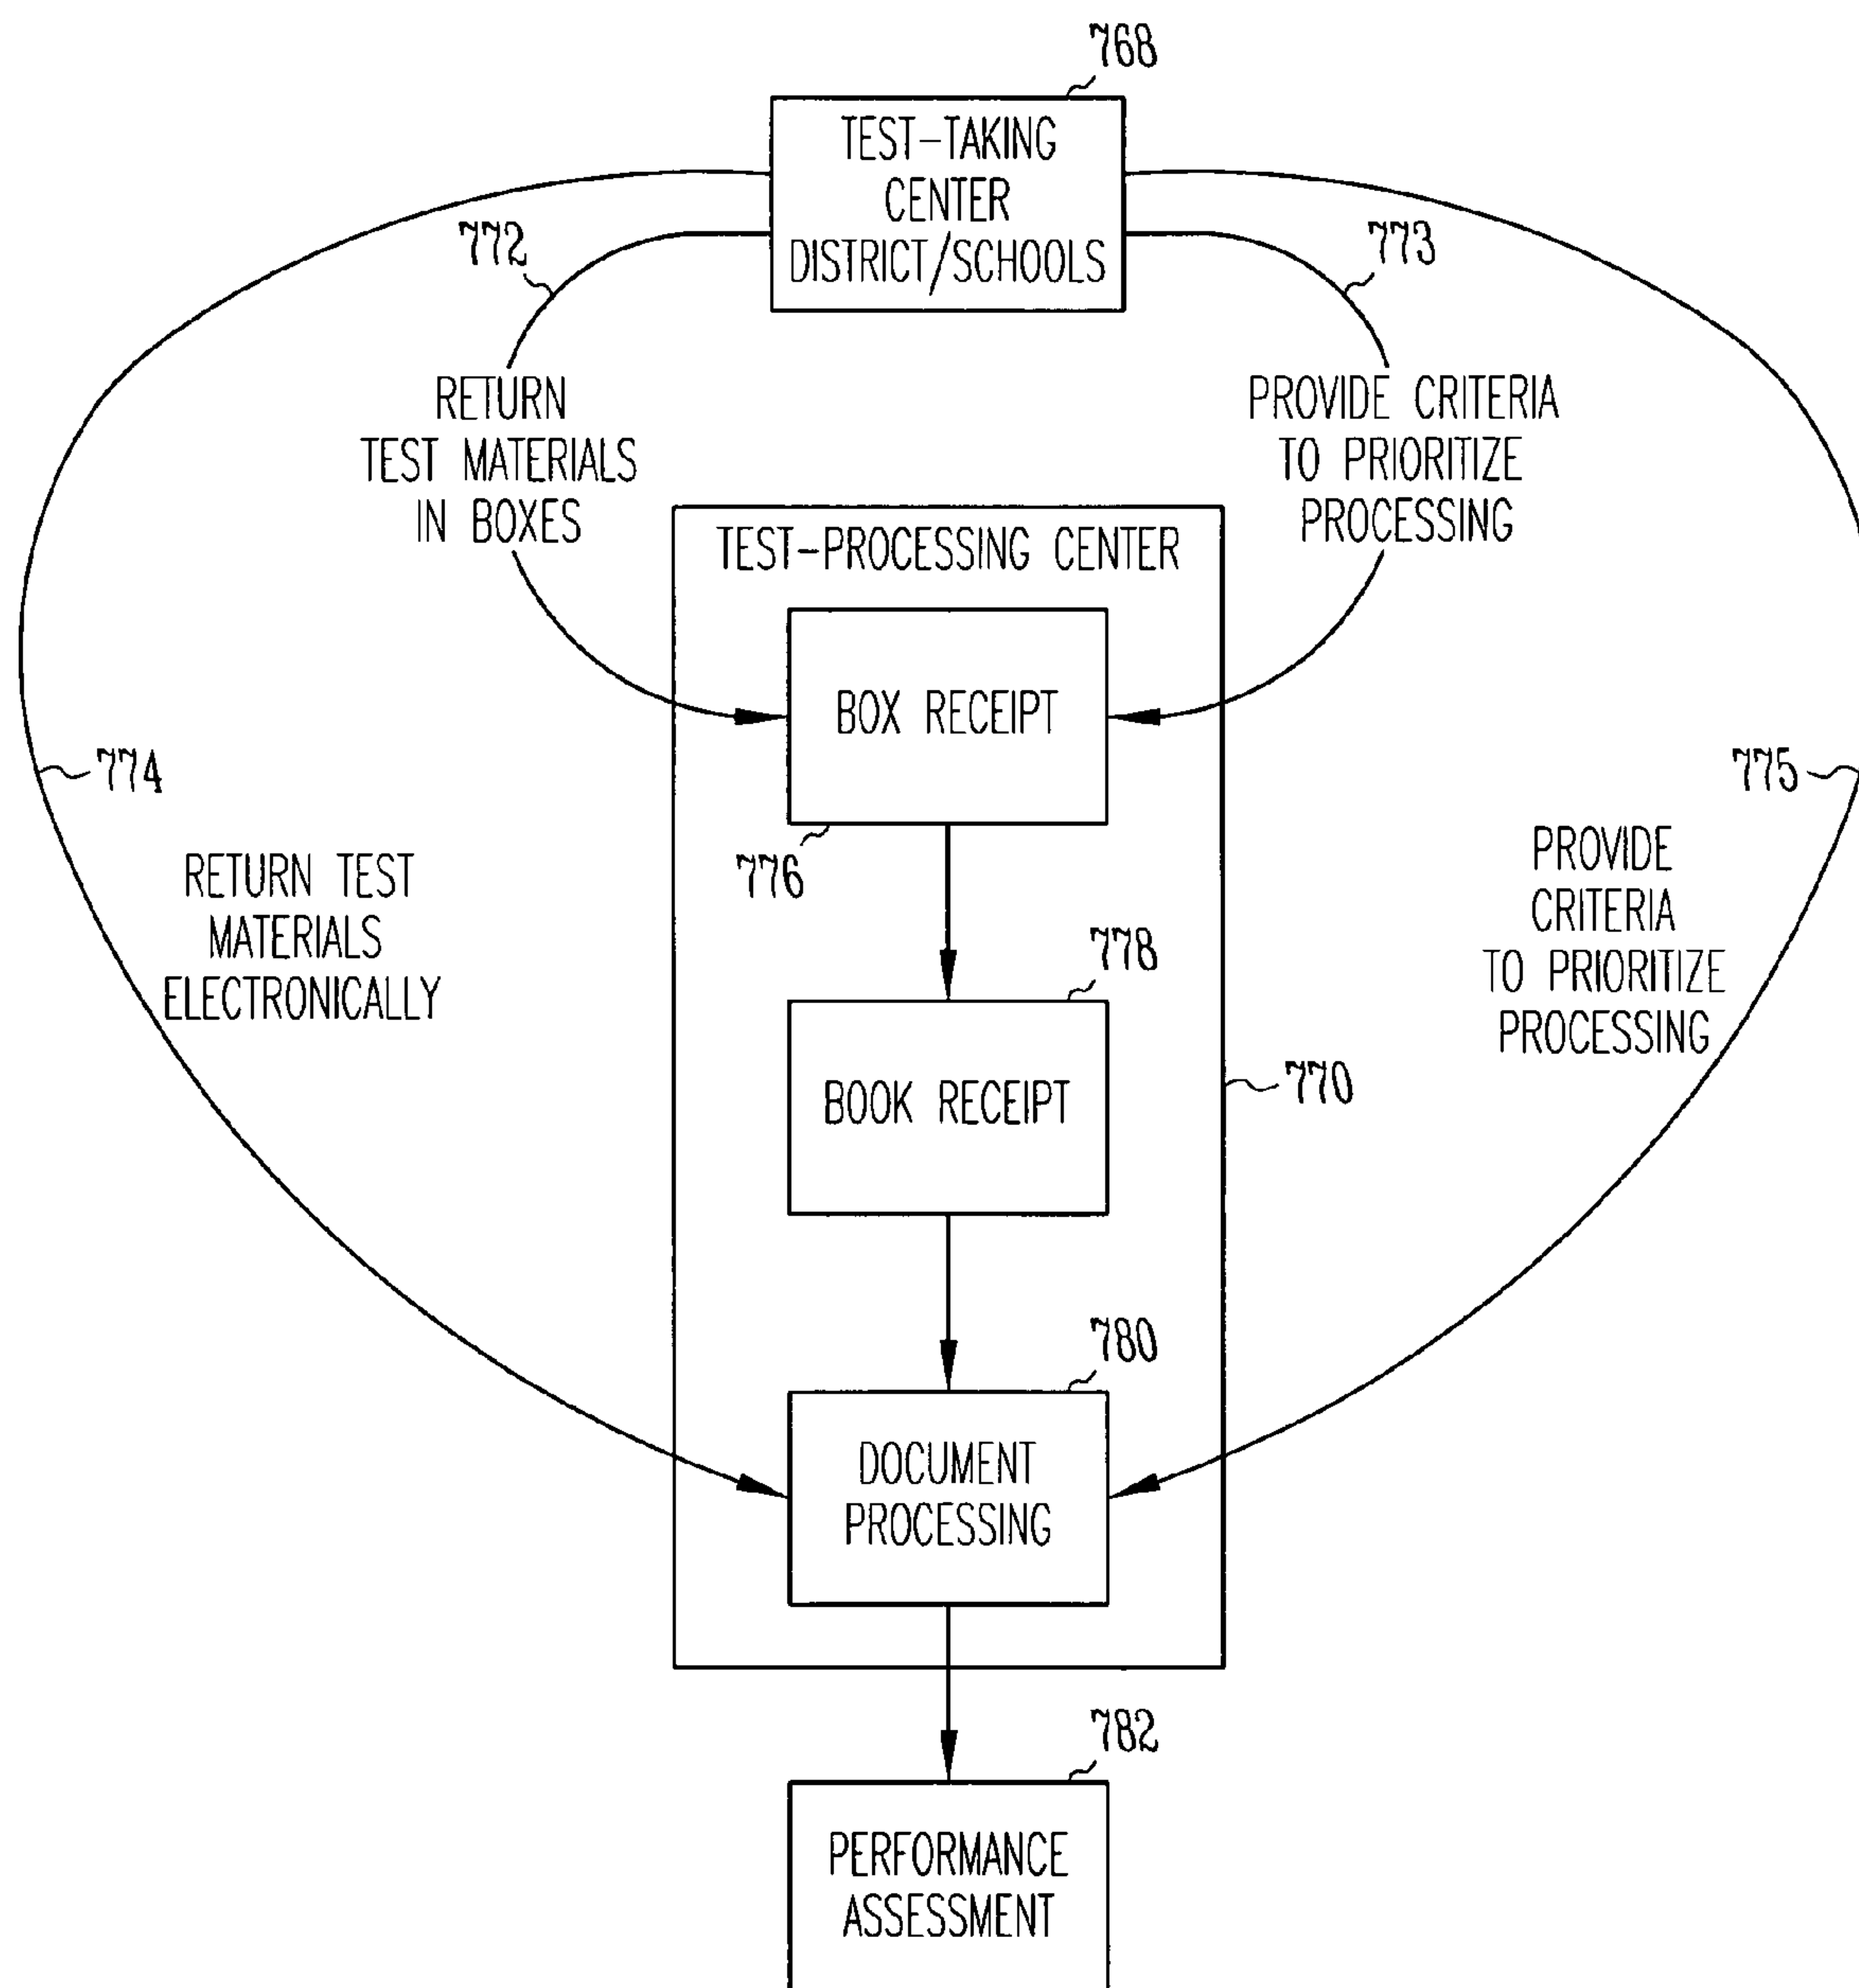 768
TEST-TAKING
CENTER
DISTRICT/SCHOOLS
772
773
RETURN
TEST MATERIALS
IN BOXES
PROVIDE CRITERIA
TO PRIORITIZE
PROCESSING
TEST-PROCESSING CENTER
BOX RECEIPT
774
775
776
RETURN TEST
MATERIALS
ELECTRONICALLY
PROVIDE
CRITERIA
TO PRIORITIZE
PROCESSING
778
BOOK RECEIPT
770
780
DOCUMENT
PROCESSING
782
PERFORMANCE
ASSESSMENT